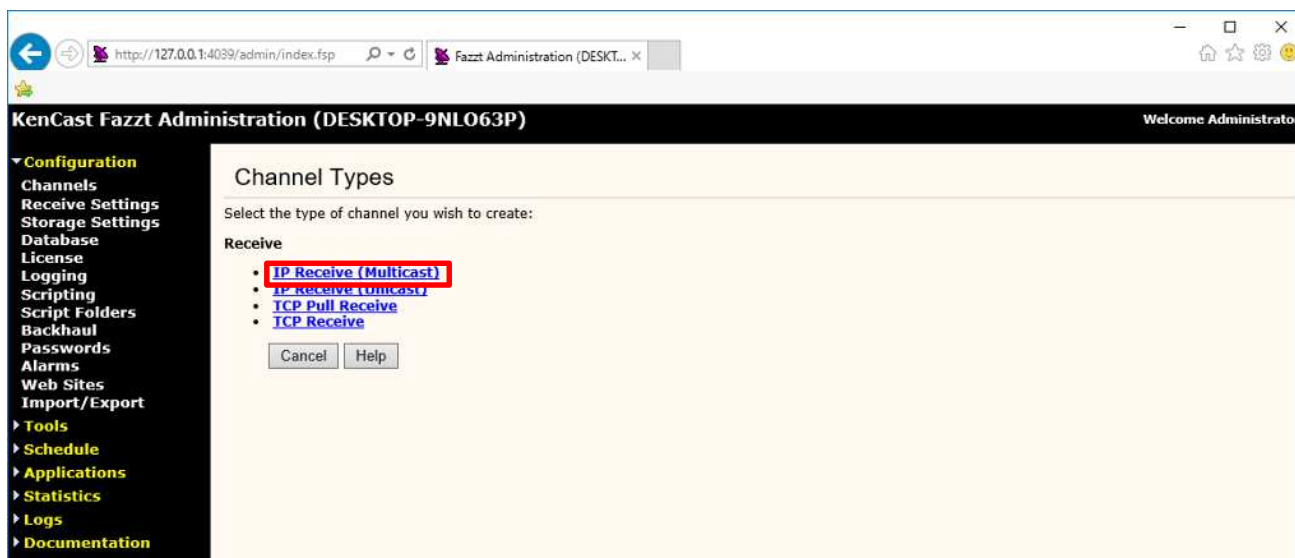 http://127.0.0.1:4039/admin/index.fsp
Fazzt Administration (DESKT...
KenCast Fazzt Administration (DESKTOP-9NLO63P)
Welcome Administrato
Configuration
Channels
Receive Settings
Storage Settings
Database
License
Logging
Scripting
Script Folders
Backhaul
Passwords
Alarms
Web Sites
Import/Export
Tools
Schedule
Applications
Statistics
Logs
Documentation
Channel Types
Select the type of channel you wish to create:
Receive
IP Receive (Multicast)
IP Receive (Unicast)
TCP Pull Receive
TCP Receive
Cancel Help